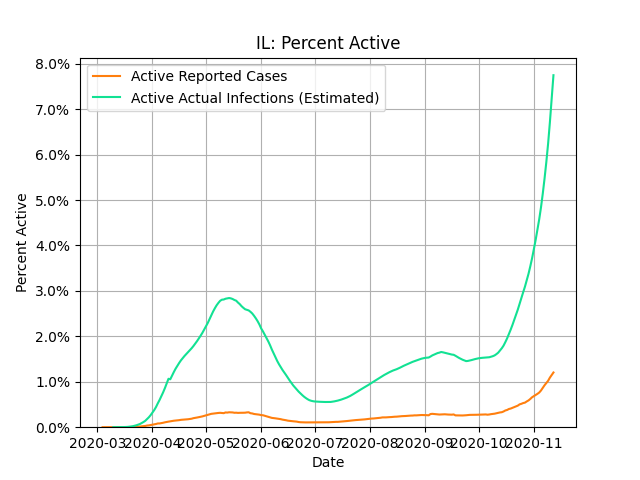 IL: Percent Active
Active Reported Cases
Active Actual Infections (Estimated)
Percent Active
8.0%
7.0%
6.0%
5.0%
4.0%
3.0%
2.0%
1.0%
0.0%
2020-03 2020-04 2020-05 2020-06 2020-07 2020-08 2020-09 2020-10 2020-11
Date